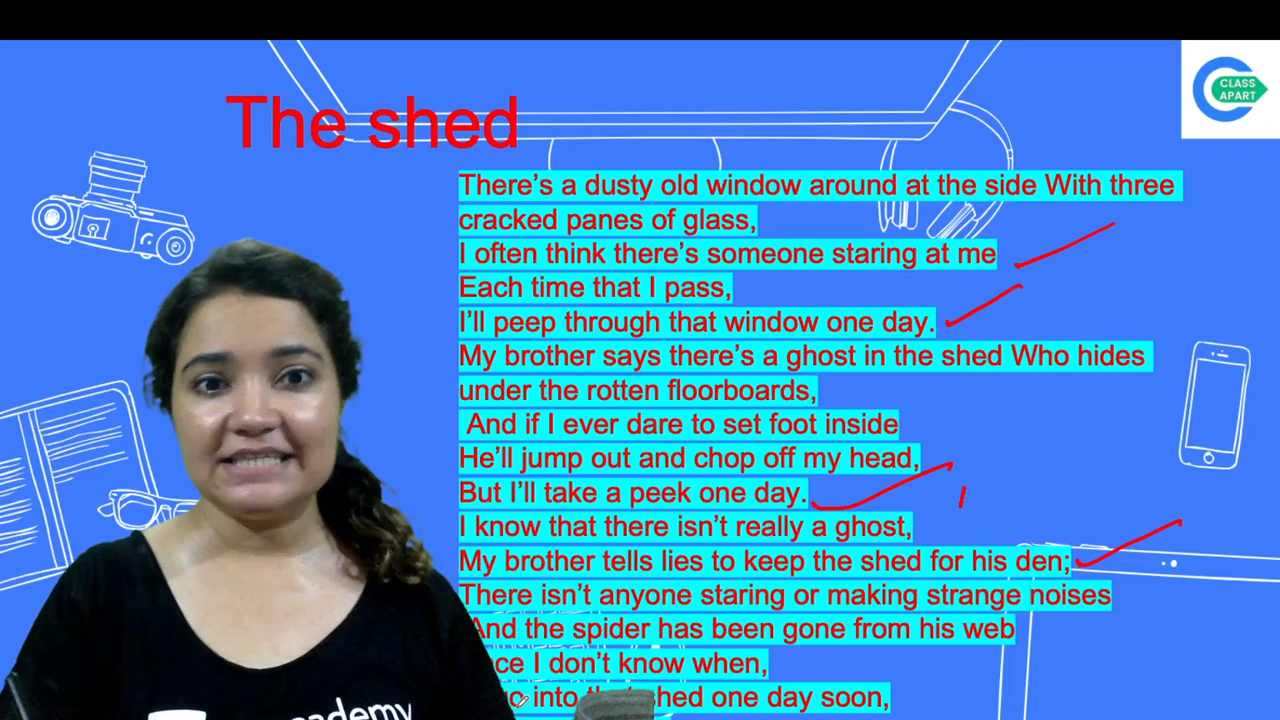 CLASS
APART
The shed
There's a dusty old window around at the side With three
cracked panes of glass,
I often think there's someone staring at me
Each time that I pass,
I'll peep through that window one day.
My brother says there's a ghost in the shed Who hides
under the rotten floorboards,
And if I ever dare to set foot inside
He'll jump out and chop off my head,
But I'll take a peek one day.
I know that there isn't really a ghost,
My brother tells lies to keep the shed for his den;
There isn't anyone staring or making strange noises
And the spider has been gone from his web
I don't know when,
into shed one day soon,